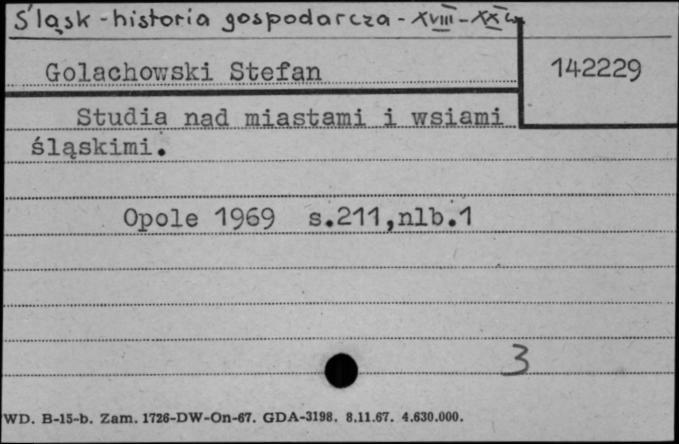 Śląsk - historia gospodarcza - XVIII - XX w
Golachowski Stefan
142229
Studia nad miastami i wsiami
śląskimi.
Opole 1969 s.211,nlb.1
3
WD. B-15-b. Zam. 1726-DW-On-67. GDA-3198. 8.11.67. 4.630.000.